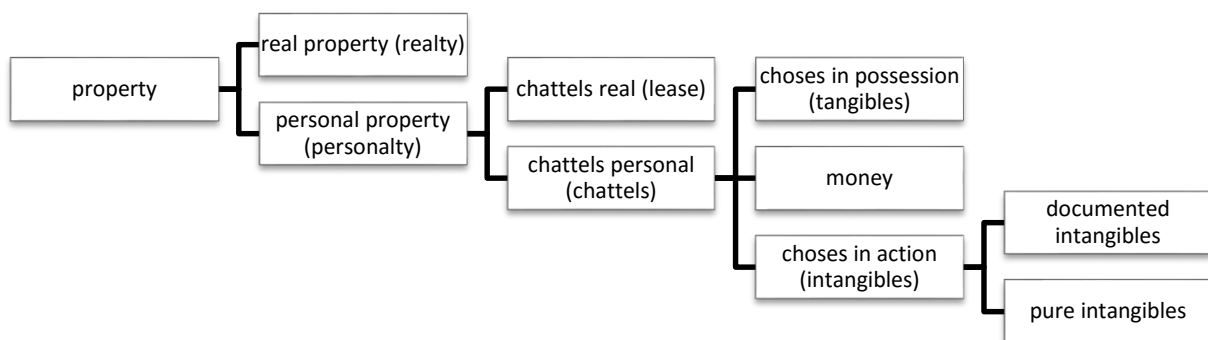 property
real property (realty)
personal property
(personalty)
chattels real (lease)
chattels personal
(chattels)
choses in possession
(tangibles)
money
choses in action
(intangibles)
documented
intangibles
pure intangibles